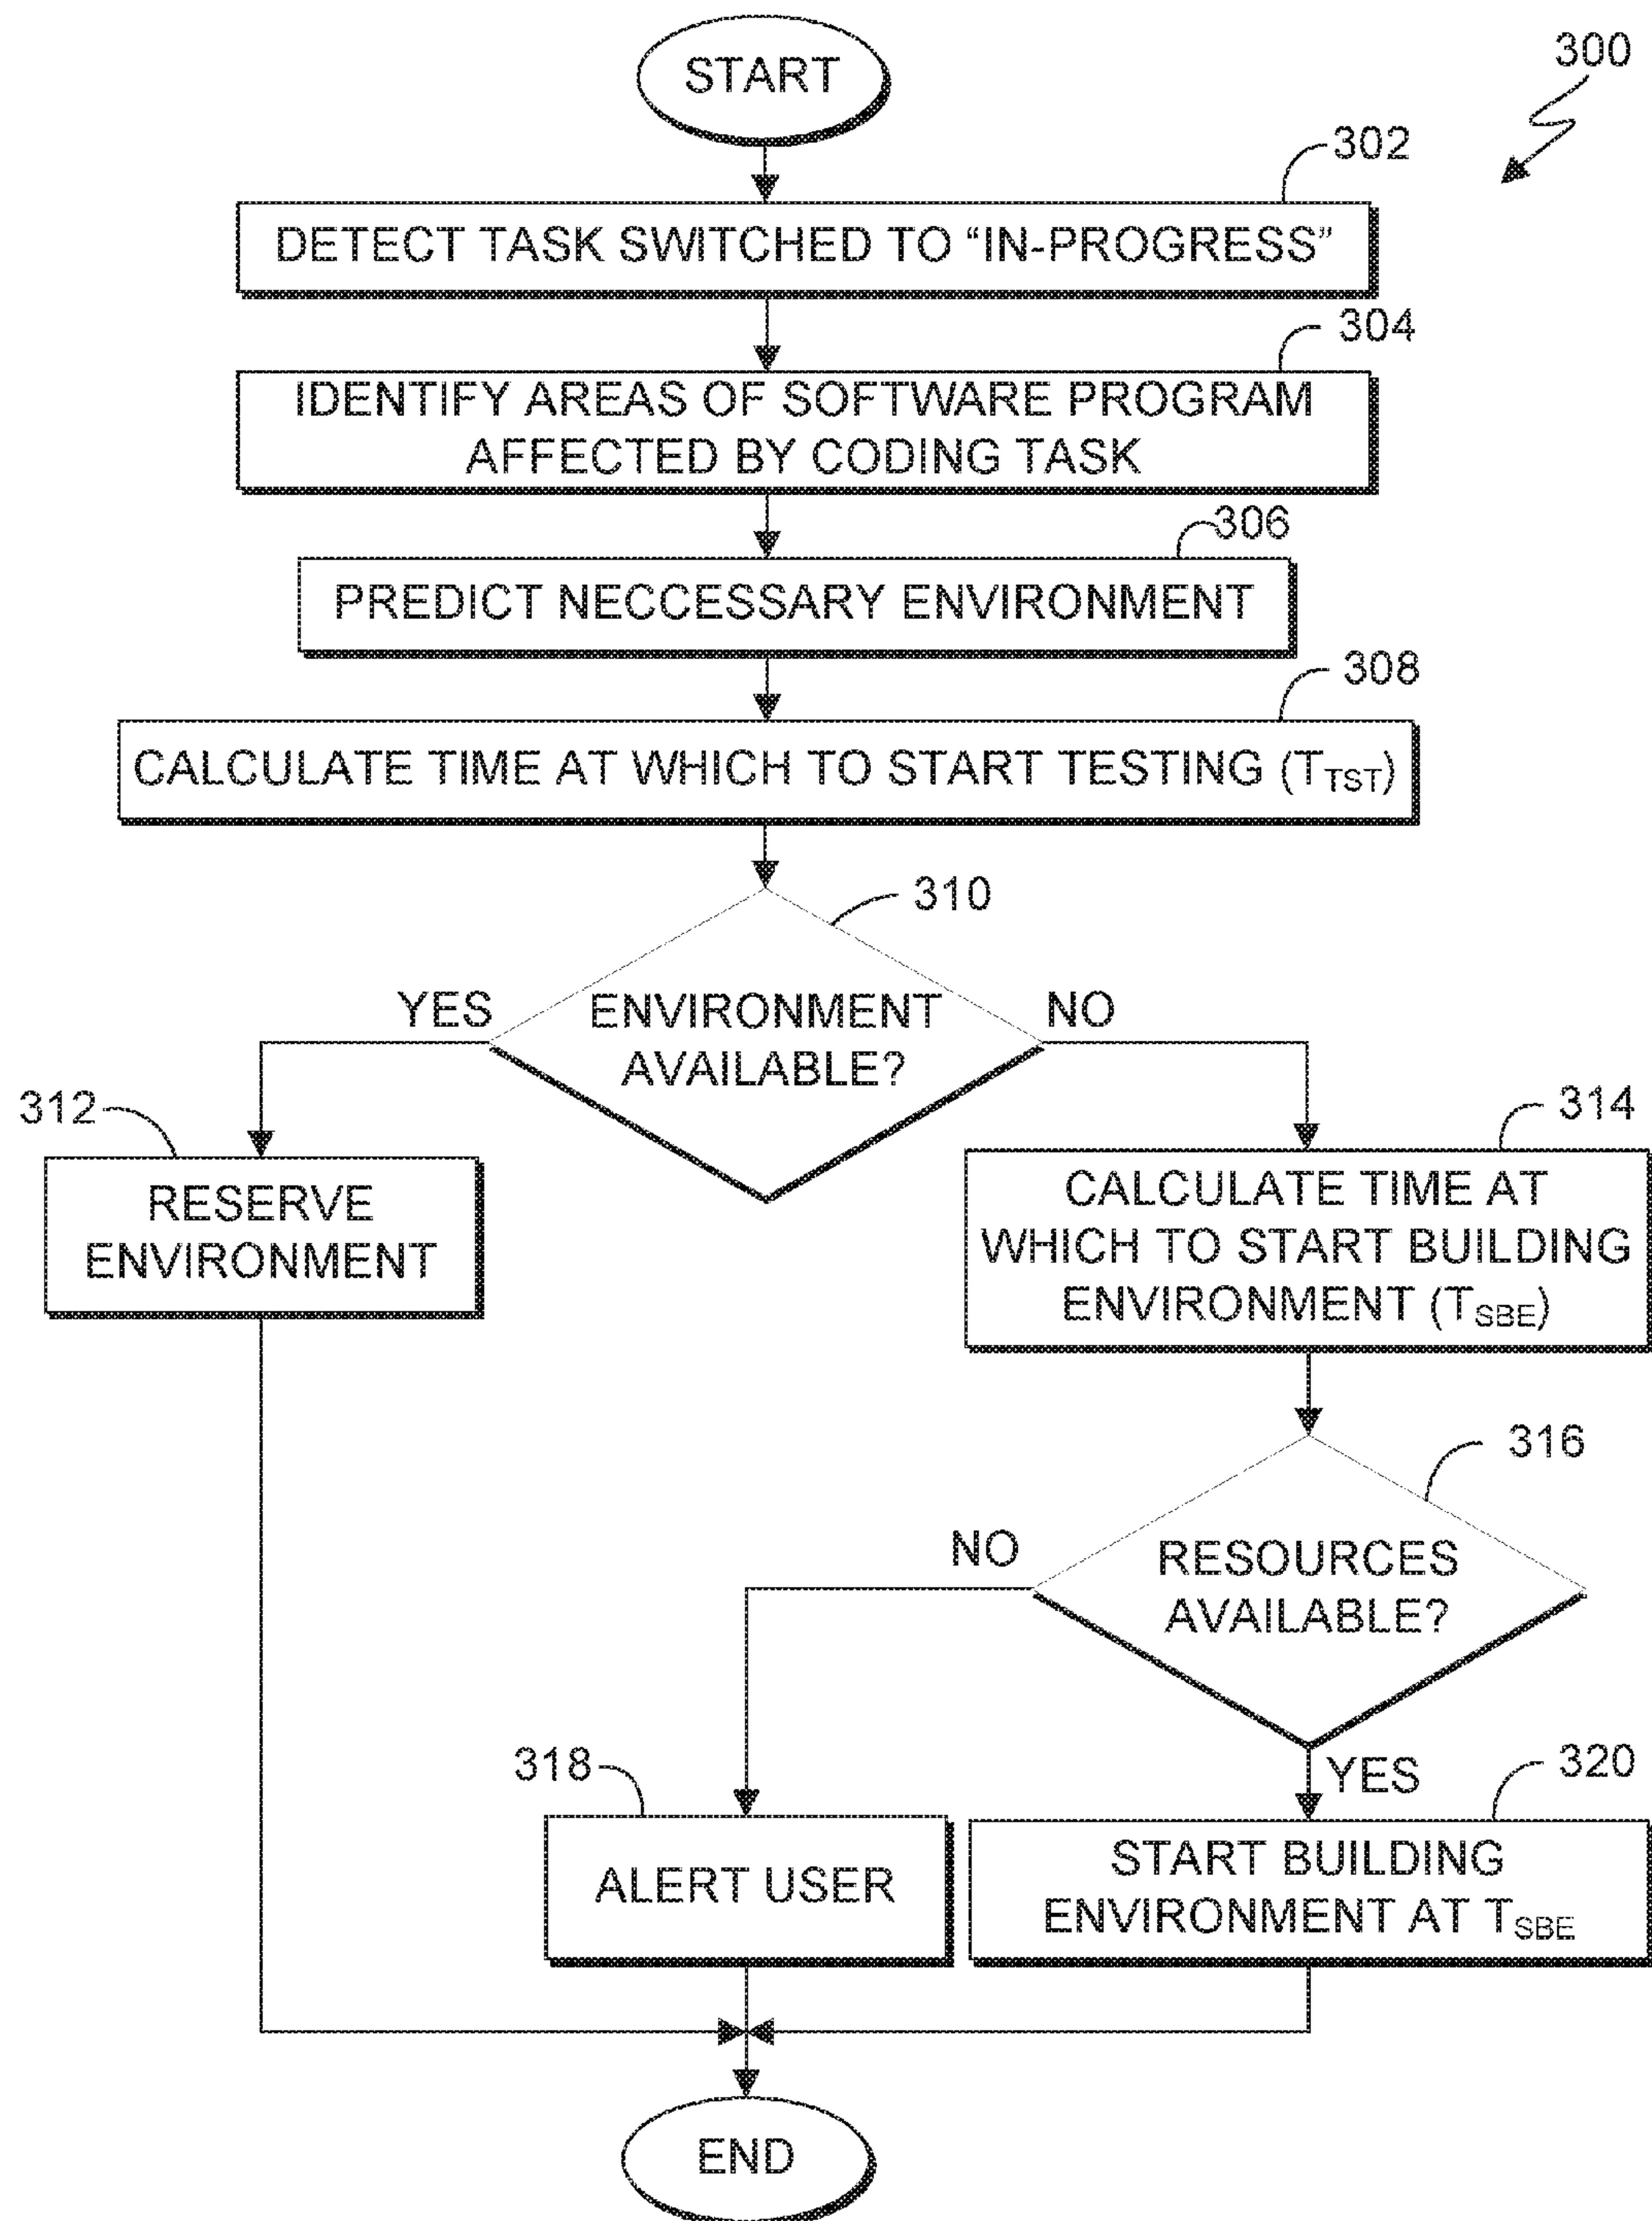 START
300
302
DETECT TASK SWITCHED TO “IN-PROGRESS”
304
IDENTIFY AREAS OF SOFTWARE PROGRAM
AFFECTED BY CODING TASK
306
PREDICT NECCESSARY ENVIRONMENT
308
CALCULATE TIME AT WHICH TO START TESTING (TTST)
310
YES
ENVIRONMENT
AVAILABLE?
NO
312
RESERVE
ENVIRONMENT
314
CALCULATE TIME AT
WHICH TO START BUILDING
ENVIRONMENT (TSBE)
316
NO
RESOURCES
AVAILABLE?
YES
318
ALERT USER
320
START BUILDING
ENVIRONMENT AT TSBE
END